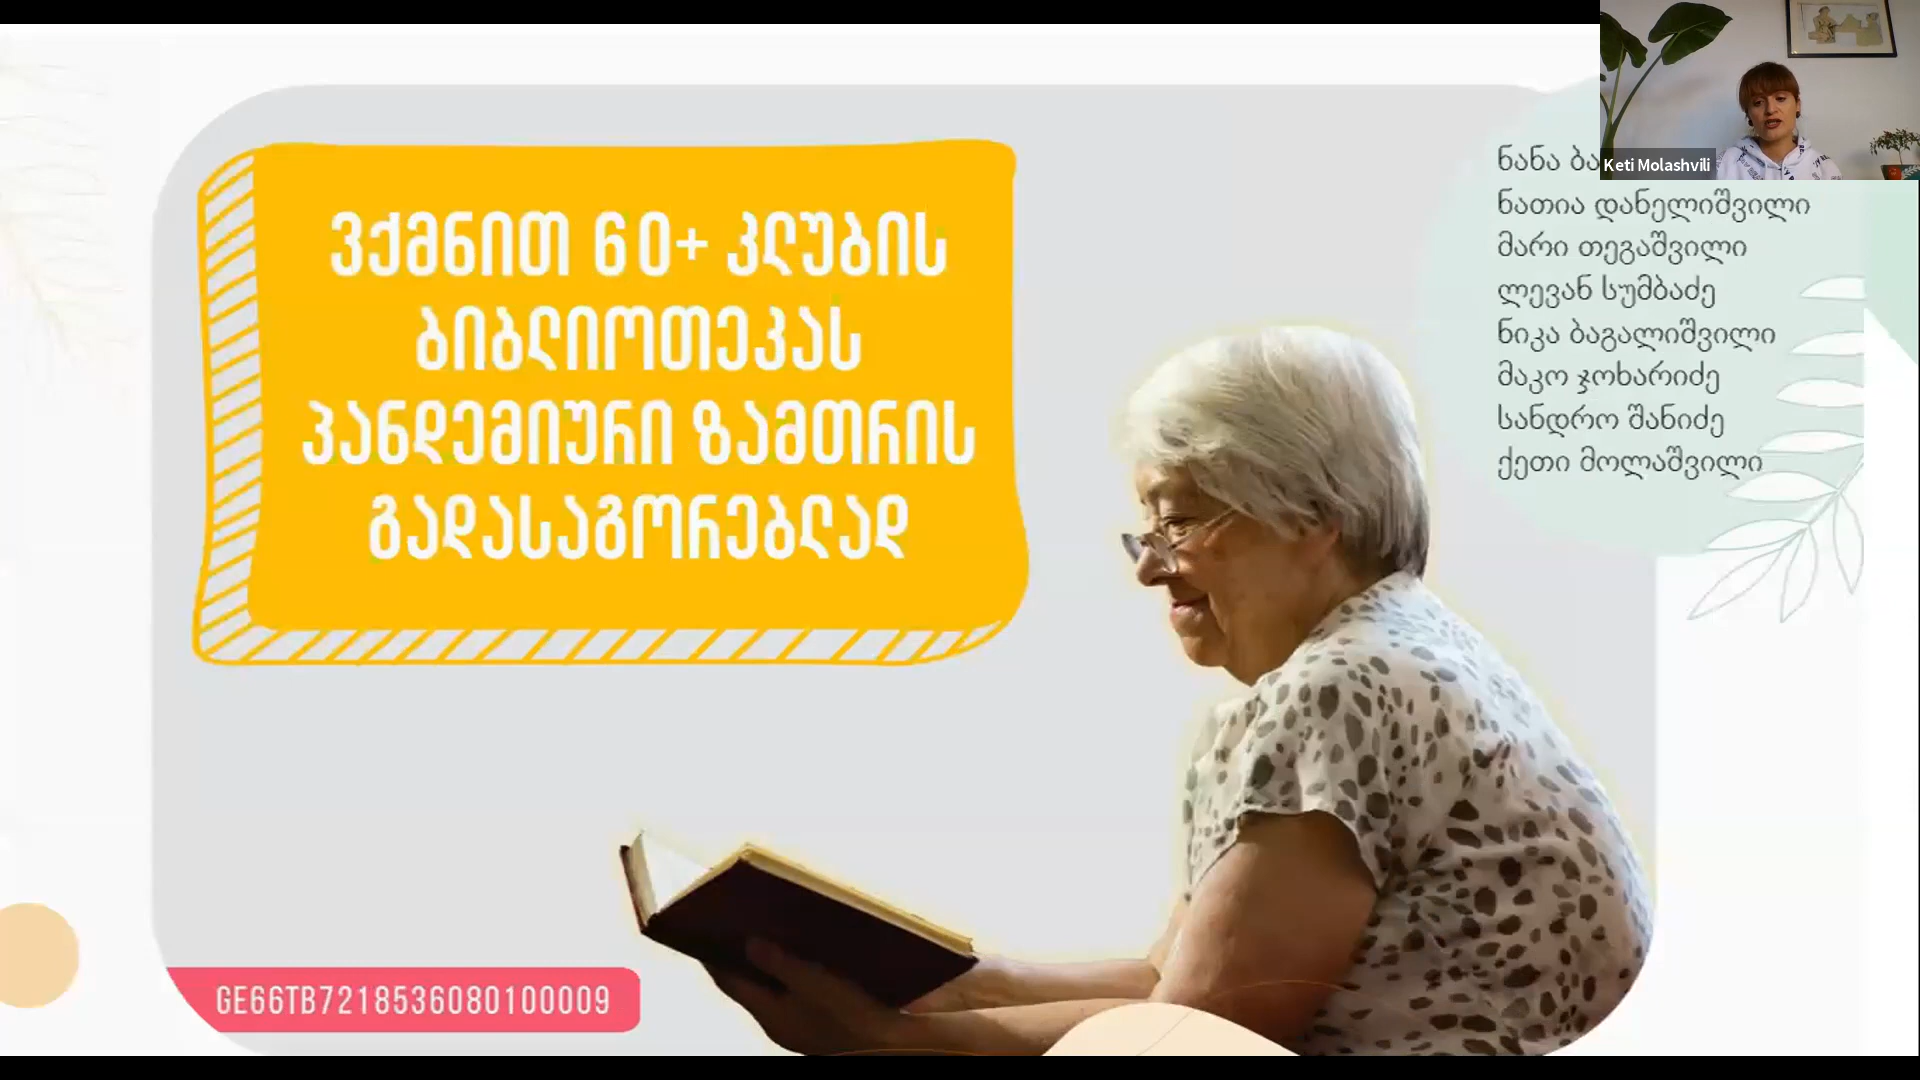 ვქმნით 60+ კლუბის
ბიბლიოთეკას
პანდემიური ზამთრის
გადასაგორებლად
GE66TB7218536080100009
ნანა
ნათია დანელიშვილი
მარი თეგაშვილი
ლევან სუმბაძე
ნიკა ბაგალიშვილი
მაკო ჯოხარიძე
სანდრო შანიძე
ქეთი მოლაშვილი
Keti Molashvili